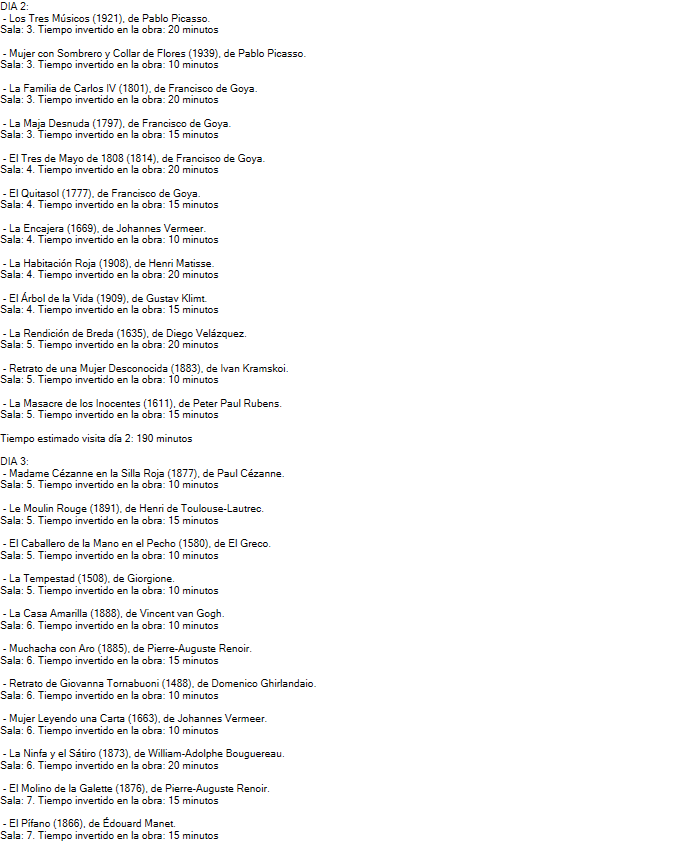 DIA 2:
- Los Tres Músicos (1921), de Pablo Picasso.
Sala: 3. Tiempo invertido en la obra: 20 minutos
- Mujer con Sombrero y Collar de Flores (1939), de Pablo Picasso.
Sala: 3. Tiempo invertido en la obra: 10 minutos
- La Familia de Carlos IV (1801), de Francisco de Goya.
Sala: 3. Tiempo invertido en la obra: 20 minutos
- La Maja Desnuda (1797), de Francisco de Goya.
Sala: 3. Tiempo invertido en la obra: 15 minutos
- El Tres de Mayo de 1808 (1814), de Francisco de Goya.
Sala: 4. Tiempo invertido en la obra: 20 minutos
- El Quitasol (1777), de Francisco de Goya.
Sala: 4. Tiempo invertido en la obra: 15 minutos
- La Encajera (1669), de Johannes Vermeer.
Sala: 4. Tiempo invertido en la obra: 10 minutos
- La Habitación Roja (1908), de Henri Matisse.
Sala: 4. Tiempo invertido en la obra: 20 minutos
- El Árbol de la Vida (1909), de Gustav Klimt.
Sala: 4. Tiempo invertido en la obra: 15 minutos
- La Rendición de Breda (1635), de Diego Velázquez.
Sala: 5. Tiempo invertido en la obra: 20 minutos
- Retrato de una Mujer Desconocida (1883), de Ivan Kramskoi.
Sala: 5. Tiempo invertido en la obra: 10 minutos
- La Masacre de los Inocentes (1611), de Peter Paul Rubens.
Sala: 5. Tiempo invertido en la obra: 15 minutos
Tiempo estimado visita día 2: 190 minutos
DIA 3:
- Madame Cézanne en la Silla Roja (1877), de Paul Cézanne.
Sala: 5. Tiempo invertido en la obra: 10 minutos
- Le Moulin Rouge (1891), de Henri de Toulouse-Lautrec.
Sala: 5. Tiempo invertido en la obra: 15 minutos
- El Caballero de la Mano en el Pecho (1580), de El Greco.
Sala: 5. Tiempo invertido en la obra: 10 minutos
- La Tempestad (1508), de Giorgione.
Sala: 5. Tiempo invertido en la obra: 10 minutos
- La Casa Amarilla (1888), de Vincent van Gogh.
Sala: 6. Tiempo invertido en la obra: 10 minutos
- Muchacha con Aro (1885), de Pierre-Auguste Renoir.
Sala: 6. Tiempo invertido en la obra: 15 minutos
- Retrato de Giovanna Tornabuoni (1488), de Domenico Ghirlandaio.
Sala: 6. Tiempo invertido en la obra: 10 minutos
- Mujer Leyendo una Carta (1663), de Johannes Vermeer.
Sala: 6. Tiempo invertido en la obra: 10 minutos
- La Ninfa y el Sátiro (1873), de William-Adolphe Bouguereau.
Sala: 6. Tiempo invertido en la obra: 20 minutos
- El Molino de la Galette (1876), de Pierre-Auguste Renoir.
Sala: 7. Tiempo invertido en la obra: 15 minutos
- El Pífano (1866), de Édouard Manet.
Sala: 7. Tiempo invertido en la obra: 15 minutos